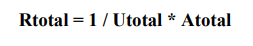 Rtotal = 1 / Utotal * Atotal